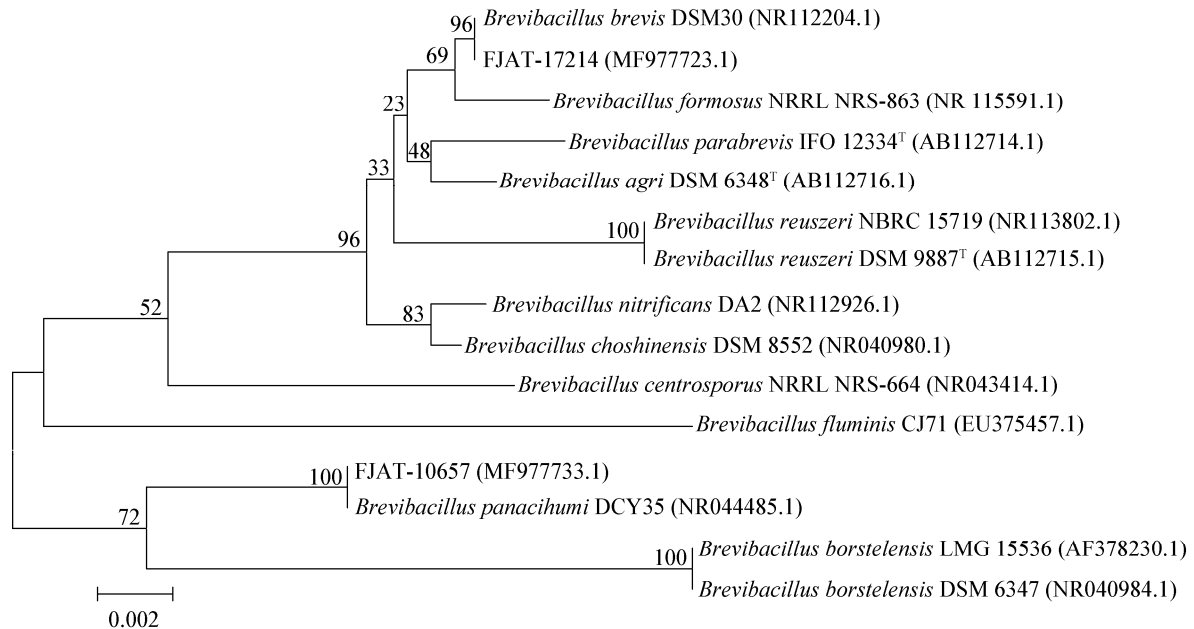 96 Brevibacillus brevis DSM30 (NR112204.1)
69 FJAT-17214 (MF977723.1)
23 Brevibacillus formosus NRRL NRS-863 (NR 115591.1)
Brevibacillus parabrevis IFO 12334ᵀ (AB112714.1)
48
33 Brevibacillus agri DSM 6348ᵀ (AB112716.1)
100 Brevibacillus reuszeri NBRC 15719 (NR113802.1)
96 Brevibacillus reuszeri DSM 9887ᵀ (AB112715.1)
52 83 Brevibacillus nitrificans DA2 (NR112926.1)
Brevibacillus choshinensis DSM 8552 (NR040980.1)
Brevibacillus centrosporus NRRL NRS-664 (NR043414.1)
Brevibacillus fluminis CJ71 (EU375457.1)
100 FJAT-10657 (MF977733.1)
Brevibacillus panacihumi DCY35 (NR044485.1)
72
100 Brevibacillus borstelensis LMG 15536 (AF378230.1)
Brevibacillus borstelensis DSM 6347 (NR040984.1)
0.002